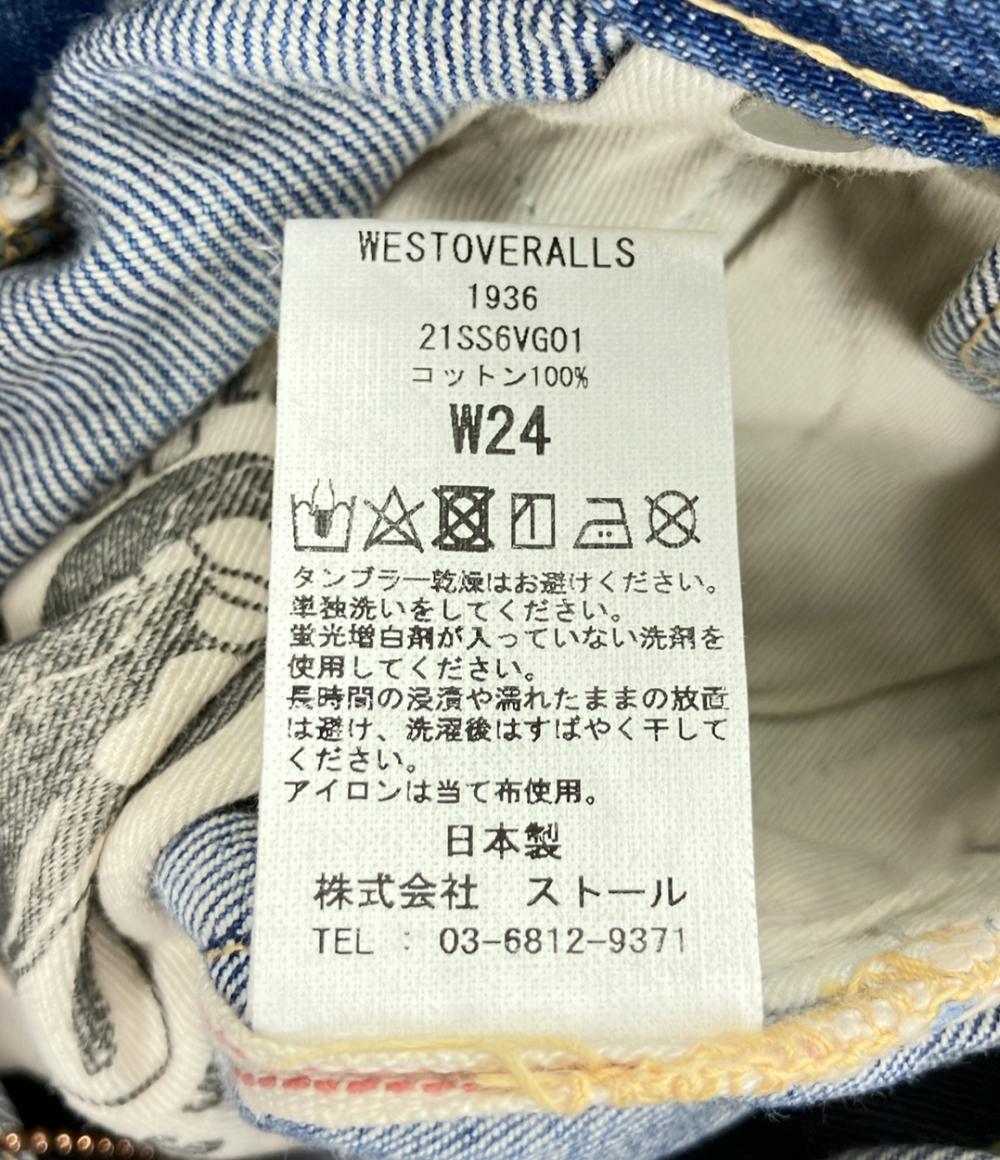 WESTOVERALLS
1936
21SS6VG01
コットン100%
W24
タンブラー乾燥はお避けください。
単独洗いをしてください。
蛍光増白剤が入っていない洗剤を
使用してください。
長時間の浸漬や濡れたままの放置
は避け、洗濯後はすばやく干して
ください。
アイロンは当て布使用。
日本製
株式会社　ストール
TEL : 03-6812-9371